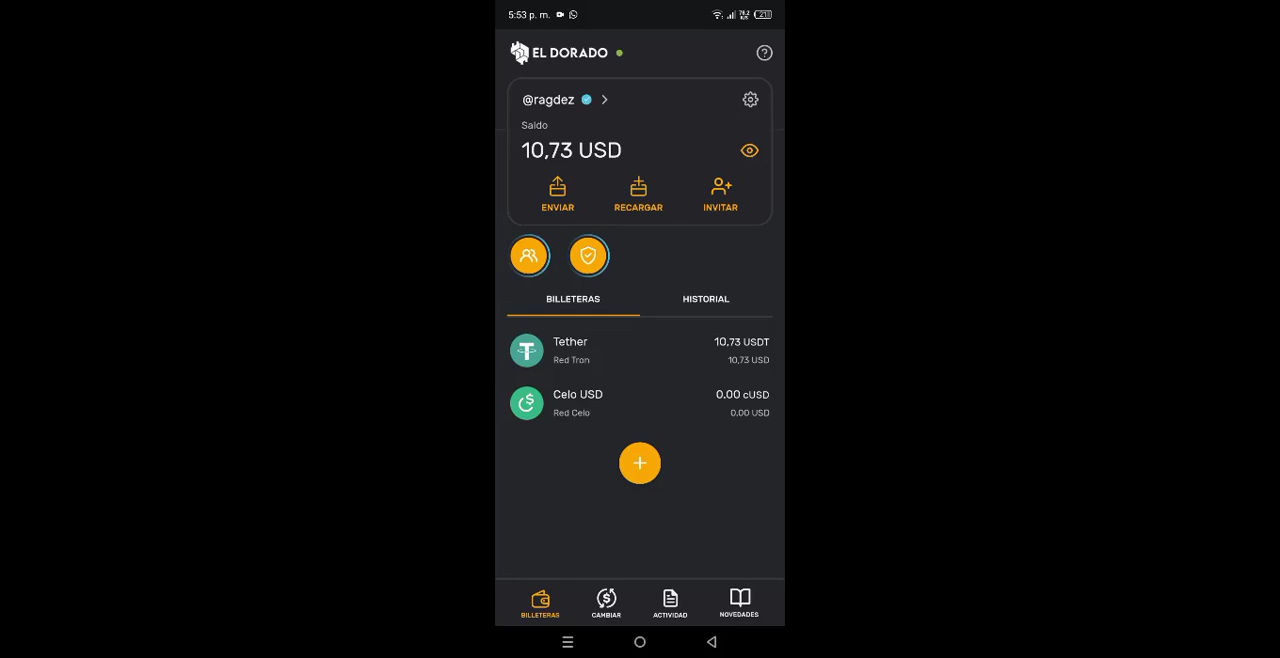 5:53 p. m.
EL DORADO
@ragdez
Saldo
10,73 USD
ENVIAR RECARGAR INVITAR
BILLETERAS HISTORIAL
Tether 10,73 USDT
Red Tron 10,73 USD
Celo USD 0.00 cUSD
Red Celo 0.00 USD
BILLETERAS CAMBIAR ACTIVIDAD NOVEDADES